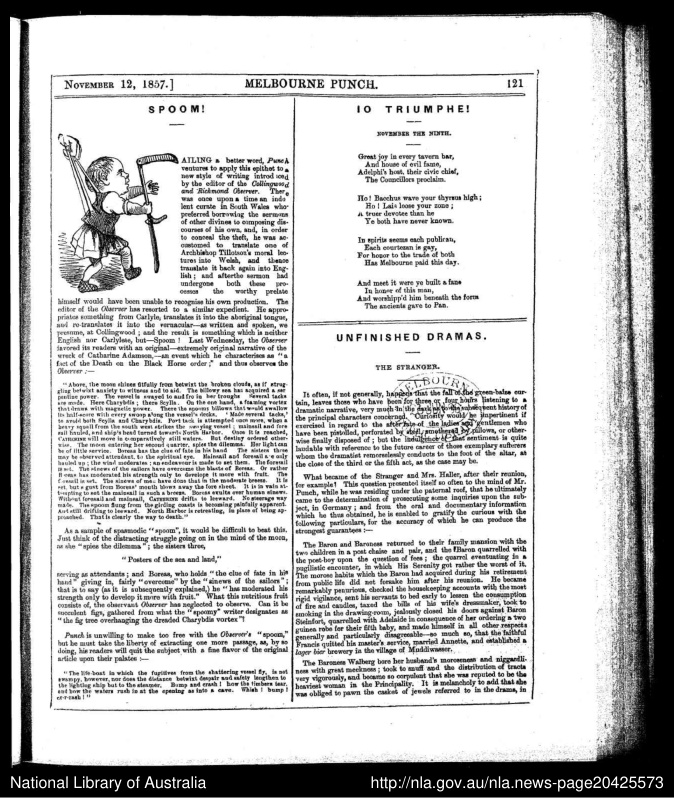 NOVEMBER 12, 1857.]
MELBOURNE PUNCH.
121
SPOOM!
AILING a better word, Punch
ventures to apply this epithet to a
new style of writing introduced
by the editor of the Collingwood
and Richmond Observer. There
was once upon a time an indo
lent curate in South Wales who
preferred borrowing the sermons
of other divines to composing dis-
courses of his own, and, in order
to conceal the theft, he was ac-
customed to translate one of
Archbishop Tillotson's moral lec-
tures into Welsh, and thence
translate it back again into Eng-
lish; and after the sermon had
undergone both these pro-
cesses the worthy prelate
himself would have been unable to recognise his own production. The
editor of the Observer has resorted to a similar expedient. He appro-
priates something from Carlyle, translates it into the aboriginal tongue,
and re-translates it into the vernacular—as written and spoken, we
presume, at Collingwood; and the result is something which is neither
English nor Carlylese, but—Spoom! Last Wednesday, the Observer
favored its readers with an original—extremely original narrative of the
wreck of Catharine Adamson,—an event which he characterises as "a
fact of the Death on the Black Horse order;" and thus observes the
Observer:—
"Above, the moon shines fitfully from betwixt the broken clouds, as if strug-
gling betwixt anxiety to witness and to aid. The billowy sea has acquired a ser
pentine power. The vessel is swayed to and fro in her throughs Several tacks
are made. Here Charybdis; there Scylla. On the one hand, a foaming vortex
that draws with magnetic power. There the spooms billows that would swallow
its half-score with every swoop along the vessel's decks. 'Made several tacks,'
to avoid both Scylla and Charybdis. Port tack is attempted once more, when a
heavy squall from the south west strikes the veering vessel; mainsail and fore
sail hauled, and ship's head turned towards North Harbor. Once it is reached,
CATHERINE will move in comparatively still waters. But destiny ordered other-
wise. The moon entering her second quarter, spies the dilemma. Her light can
be of little service. Boreas has the clue of fate in his hand The sisters three
may be observed attendant, to the spiritual eye. Mainsail and foresail are only
hauled up; the wind moderates; an endeavour is made to set them. The foresail
is set. The sinews of the sailors have overcome the blasts of Boreas. Or rather
Boreas has moderated his strength only to develope it more with fruit. The
foresail is set. The sinews of men have done that in the moderate breeze. It is
set, but a gust from Boreas' mouth blows away the fore sheet. It is in vain at-
tempting to set the mainsail in such a breeze. Boreas exults over human sinews.
Without foresail and mainsail, CATHERINE drifts to leeward. No steerage way
made. The spoom flung from the girdling coasts is becoming painfully apparent.
And still drifting to leeward. North Harbor is retreating, in place of being ap-
proached. That is clearly the way to death."
As a sample of spasmodic "spoom", it would be difficult to beat this.
Just think of the distracting struggle going on in the mind of the moon,
as she "spies the dilemma"; the sisters three,
"Posters of the sea and land,"
serving as attendants; and Boreas, who holds "the clue of fate in his
hand" giving in, fairly "overcome" by the "sinews of the sailors";
that is to say (as it is subsequently explained,) he "has moderated his
strength only to develop it more with fruit." What this nutritious fruit
consists of, the observant Observer has neglected to observe. Can it be
succulent figs, gathered from what the "spoomy" writer designates as
"the fig tree overhanging the dreaded Charybdis vortex"?
Punch is unwilling to make too free with the Observer's "spoom,"
but he must take the liberty of extracting one more passage, as, by so
doing, his readers will quit the subject with a fine flavor of the original
article upon their palates:—
"The life boat in which the fugitives from the shattering vessel fly, is not
swampy, however, nor does the distance betwixt despair and safety lengthen to
the lighting ship but to the steamer. Bump and crash! how the timbers tear,
and how the waters rush in at the opening as into a cave. Whish! bump!
cr-r-rash!"
IO TRIUMPHE!
NOVEMBER THE NINTH.
Great joy in every tavern bar,
And house of evil fame,
Adelphi's host, their civic chief,
The Councillors proclaim.
Ho! Bacchus wave your thyrsus high;
Ho! Lais loose your zone;
A truer devotee than he
Ye both have never known.
In spirits seems each publican,
Each courtezan is gay,
For honor to the trade of both
Has Melbourne paid this day.
And meet it were ye built a fane
In honor of this man,
And worshipp'd him beneath the form
The ancients gave to Pan.
UNFINISHED DRAMAS.
THE STRANGER.
It often, if not generally, happens that the fall of the green-baize cur-
tain, leaves those who have been for three or four hours listening to a
dramatic narrative, very much in the dark as to the subsequent history of
the principal characters concerned. Curiosity would be impertinent if
exercised in regard to the after fate of the ladies and gentlemen who
have been pistolled, perforated by steel, smothered by pillows, or other-
wise finally disposed of; but the indulgence of that sentiment is quite
laudable with reference to the future career of those exemplary sufferers
whom the dramatist remorselessly conducts to the foot of the altar, at
the close of the third or the fifth act, as the case may be.
What became of the Stranger and Mrs. Haller, after their reunion,
for example? This question presented itself so often to the mind of Mr.
Punch, while he was residing under the paternal roof, that he ultimately
came to the determination of prosecuting some inquiries upon the sub-
ject, in Germany; and from the oral and documentary information
which he thus obtained, he is enabled to gratify the curious with the
following particulars, for the accuracy of which he can produce the
strongest guarantees:—
The Baron and Baroness returned to their family mansion with the
two children in a post chaise and pair, and the Baron quarrelled with
the post-boy upon the question of fees; the quarrel eventuating in a
pugilistic encounter, in which His Serenity got rather the worst of it.
The morose habits which the Baron had acquired during his retirement
from public life did not forsake him after his reunion. He became
remarkably penurious, checked the housekeeping accounts with the most
rigid vigilance, sent his servants to bed early to lessen the consumption
of fire and candles, taxed the bills of his wife's dressmaker, took to
smoking in the drawing-room, jealously closed his doors against Baron
Steinfort, quarrelled with Adelaide in consequence of her ordering a two
guinea robe for their fifth baby, and made himself in all other respects
generally and particularly disagreeable—so much so, that the faithful
Francis quitted his master's service, married Annette, and established a
lager bier brewery in the village of Muddiwasser.
The Baroness Walberg bore her husband's moroseness and niggardli-
ness with great meekness; took to snuff and the distribution of tracts
very vigorously, and became so corpulent that she was reputed to be the
heaviest woman in the Principality. It is melancholy to add that she
was obliged to pawn the casket of jewels referred to in the drama, in
MELBOURNE
National Library of Australia
http://nla.gov.au/nla.news-page20425573